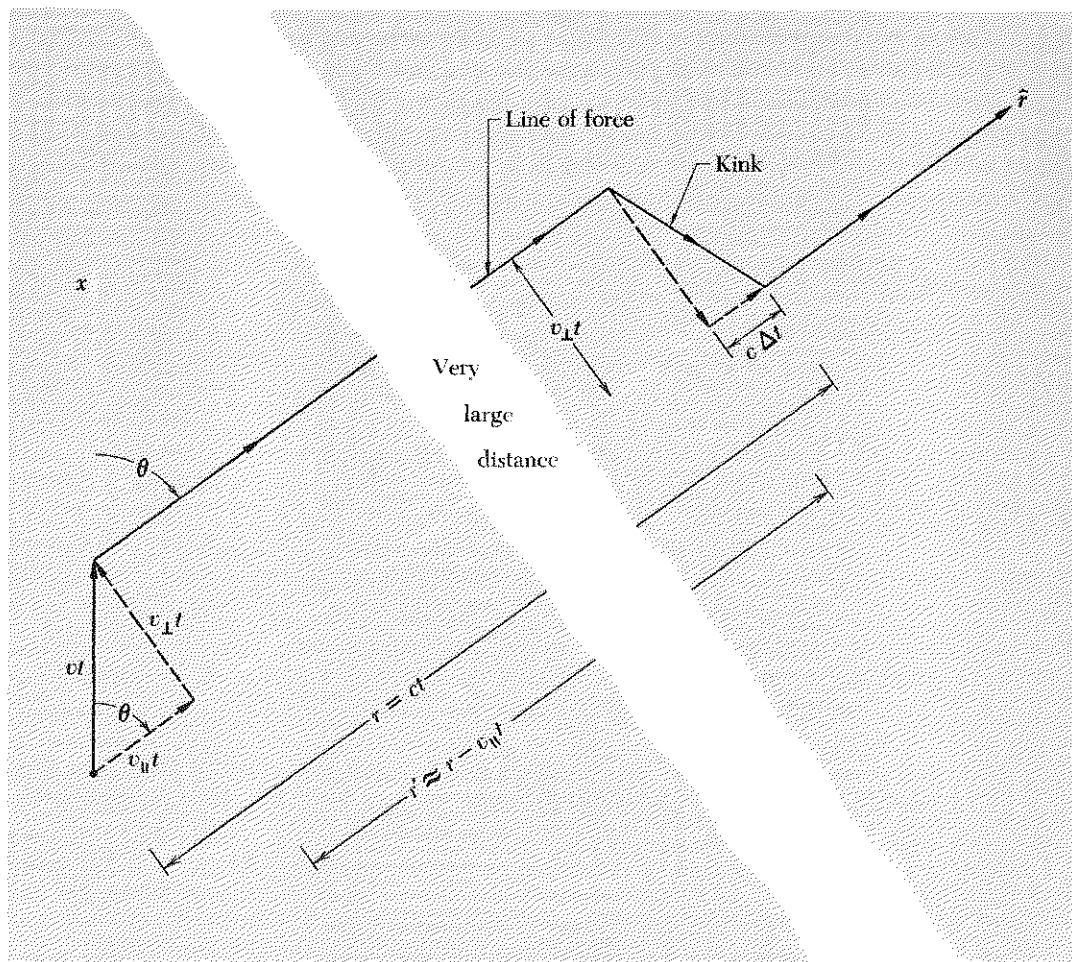 r̂
Line of force
Kink
x
v⊥t
c Δt
Very
large
distance
θ
v⊥t
vt
θ
v∥t
r = ct
r' ≈ r − v∥t